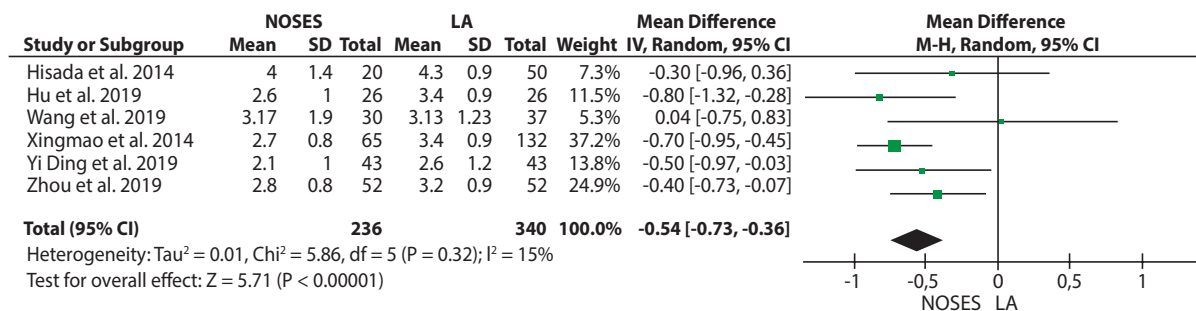 NOSES LA Mean Difference Mean Difference
Study or Subgroup Mean SD Total Mean SD Total Weight IV, Random, 95% CI M-H, Random, 95% CI
Hisada et al. 2014 4 1.4 20 4.3 0.9 50 7.3% -0.30 [-0.96, 0.36]
Hu et al. 2019 2.6 1 26 3.4 0.9 26 11.5% -0.80 [-1.32, -0.28]
Wang et al. 2019 3.17 1.9 30 3.13 1.23 37 5.3% 0.04 [-0.75, 0.83]
Xingmao et al. 2014 2.7 0.8 65 3.4 0.9 132 37.2% -0.70 [-0.95, -0.45]
Yi Ding et al. 2019 2.1 1 43 2.6 1.2 43 13.8% -0.50 [-0.97, -0.03]
Zhou et al. 2019 2.8 0.8 52 3.2 0.9 52 24.9% -0.40 [-0.73, -0.07]
Total (95% CI) 236 340 100.0% -0.54 [-0.73, -0.36]
Heterogeneity: Tau² = 0.01, Chi² = 5.86, df = 5 (P = 0.32); I² = 15%
Test for overall effect: Z = 5.71 (P < 0.00001)
-1 -0,5 0 0,5 1
NOSES LA